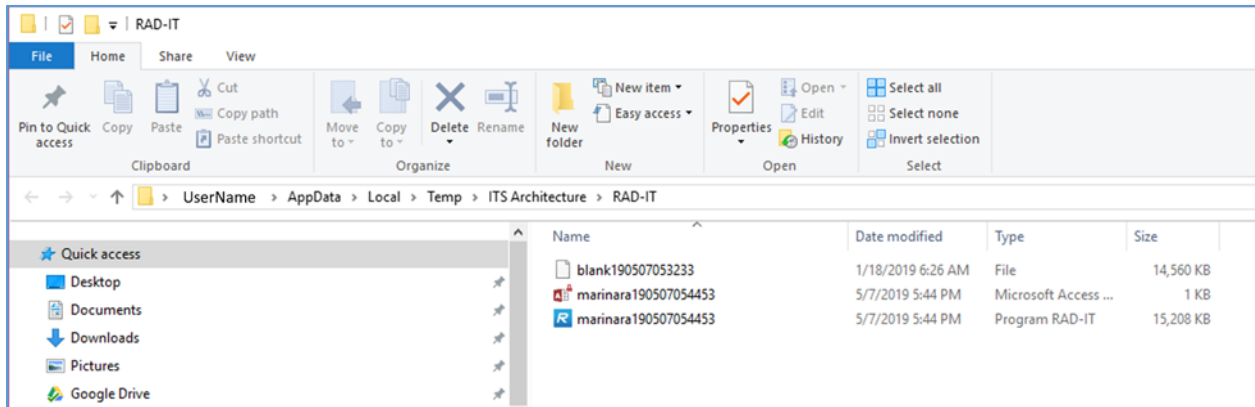 RAD-IT
File Home Share View
Pin to Quick access
Copy
Paste
Cut
Copy path
Paste shortcut
Clipboard
Move to
Copy to
Delete
Rename
Organize
New folder
New item
Easy access
New
Properties
Open
Edit
History
Open
Select all
Select none
Invert selection
Select
UserName > AppData > Local > Temp > ITS Architecture > RAD-IT
Quick access
Desktop
Documents
Downloads
Pictures
Google Drive
Name Date modified Type Size
blank190507053233 1/18/2019 6:26 AM File 14,560 KB
marinara190507054453 5/7/2019 5:44 PM Microsoft Access ... 1 KB
marinara190507054453 5/7/2019 5:44 PM Program RAD-IT 15,208 KB